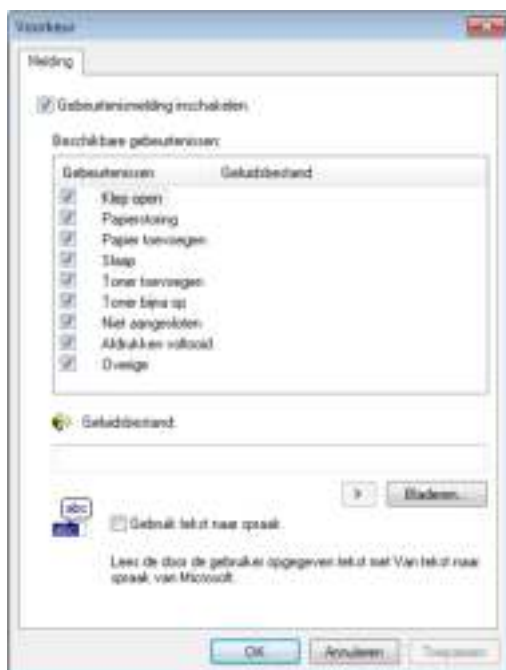 Voorkeur
Melding
Gebeurtenismelding inschakelen
Beschikbare gebeurtenissen:
Gebeurtenissen Geluidsbestand
Klep open
Papierstoring
Papier toevoegen
Slaap
Toner toevoegen
Toner bijna op
Niet aangesloten
Afdrukken voltooid
Overige
Geluidsbestand:
> Bladeren...
abc
abc
Gebruik tekst naar spraak
Lees de door de gebruiker opgegeven tekst met Van tekst naar
spraak van Microsoft.
OK Annuleren Toepassen